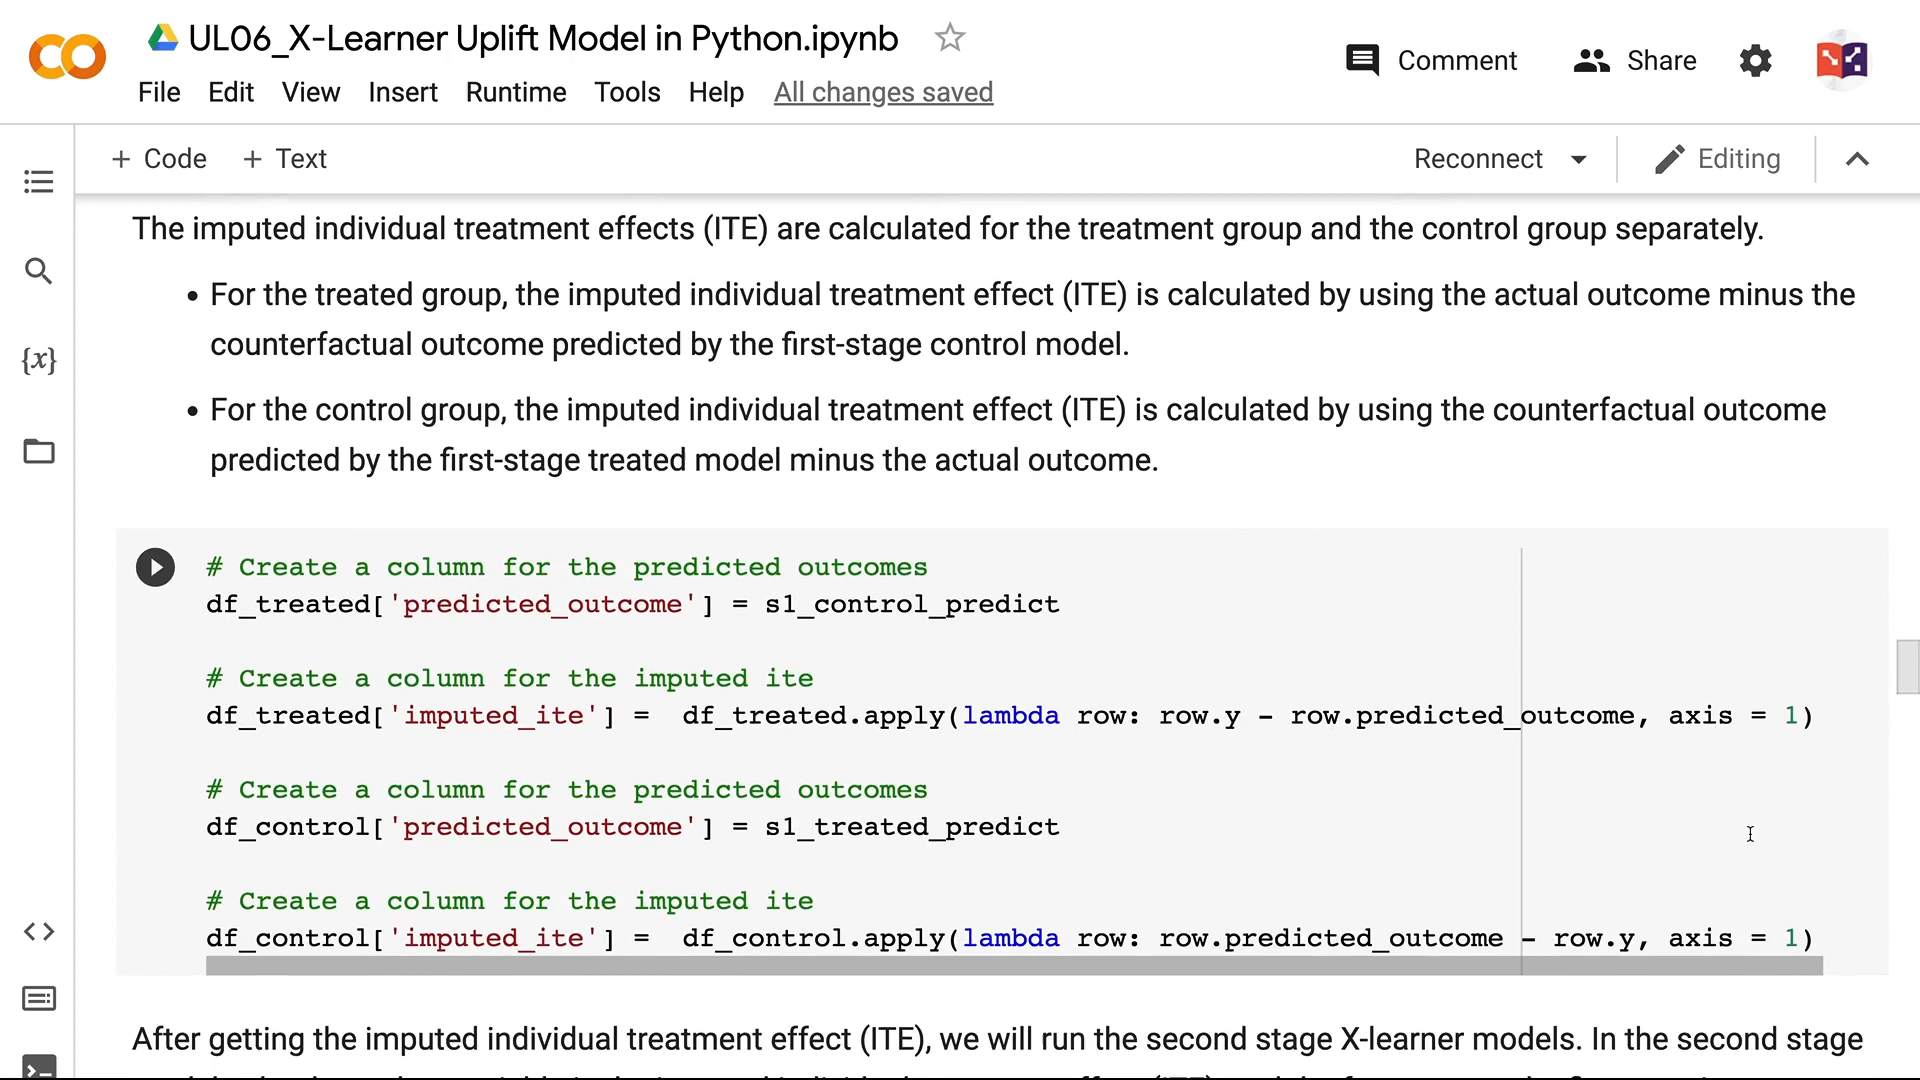 UL06_X-Learner Uplift Model in Python.ipynb
Comment
Share
File Edit View Insert Runtime Tools Help All changes saved
+ Code + Text
Reconnect
Editing
The imputed individual treatment effects (ITE) are calculated for the treatment group and the control group separately.
• For the treated group, the imputed individual treatment effect (ITE) is calculated by using the actual outcome minus the
counterfactual outcome predicted by the first-stage control model.
• For the control group, the imputed individual treatment effect (ITE) is calculated by using the counterfactual outcome
predicted by the first-stage treated model minus the actual outcome.
{x}
# Create a column for the predicted outcomes
df_treated['predicted_outcome'] = s1_control_predict
# Create a column for the imputed ite
df_treated['imputed_ite'] =  df_treated.apply(lambda row: row.y - row.predicted_outcome, axis = 1)
# Create a column for the predicted outcomes
df_control['predicted_outcome'] = s1_treated_predict
# Create a column for the imputed ite
df_control['imputed_ite'] =  df_control.apply(lambda row: row.predicted_outcome - row.y, axis = 1)
After getting the imputed individual treatment effect (ITE), we will run the second stage X-learner models. In the second stage